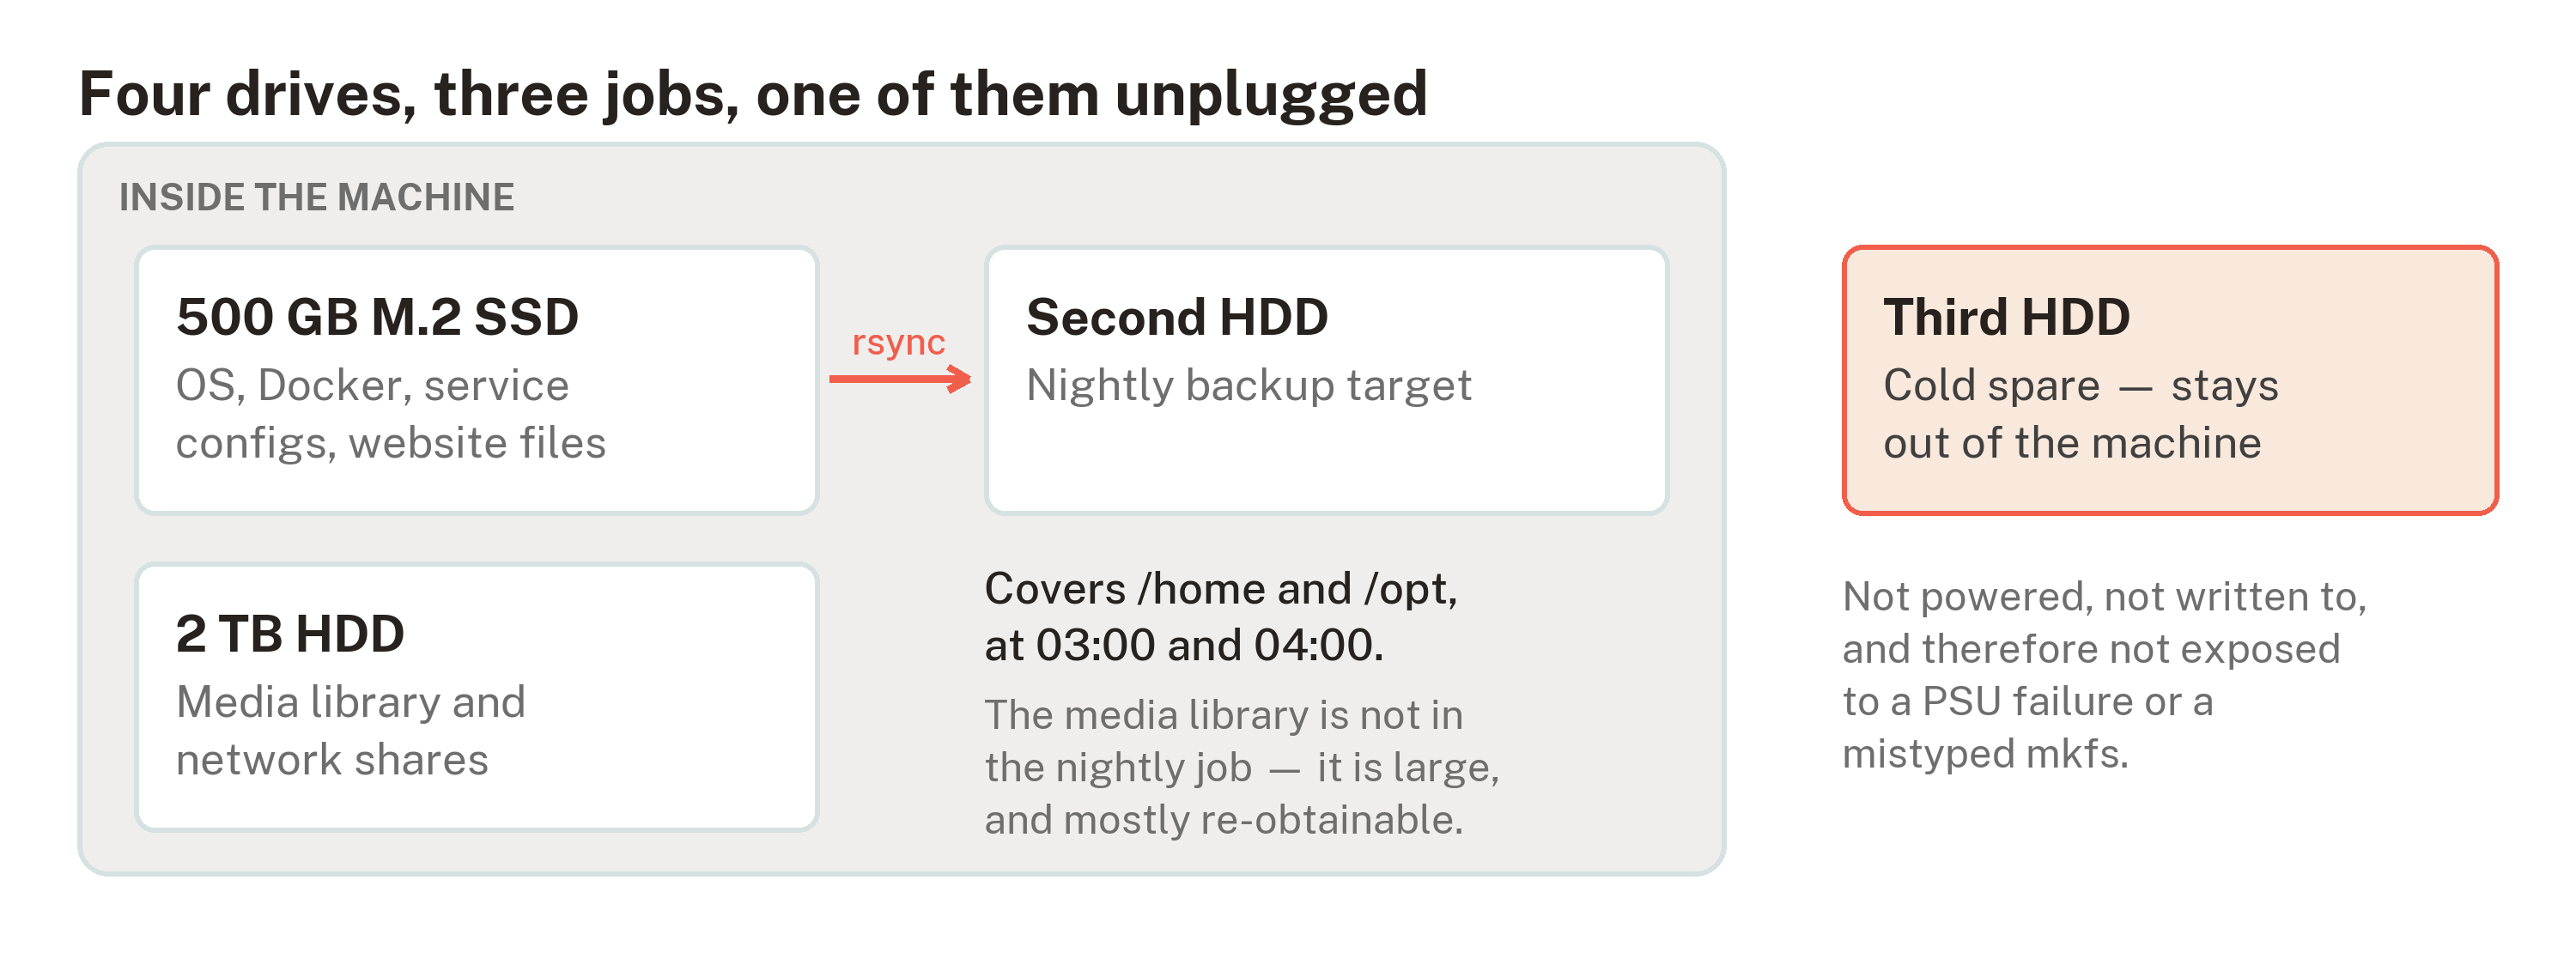 Four drives, three jobs, one of them unplugged
INSIDE THE MACHINE
500 GB M.2 SSD
OS, Docker, service
configs, website files
rsync
Second HDD
Nightly backup target
Third HDD
Cold spare — stays
out of the machine
2 TB HDD
Media library and
network shares
Covers /home and /opt,
at 03:00 and 04:00.
The media library is not in
the nightly job — it is large,
and mostly re-obtainable.
Not powered, not written to,
and therefore not exposed
to a PSU failure or a
mistyped mkfs.